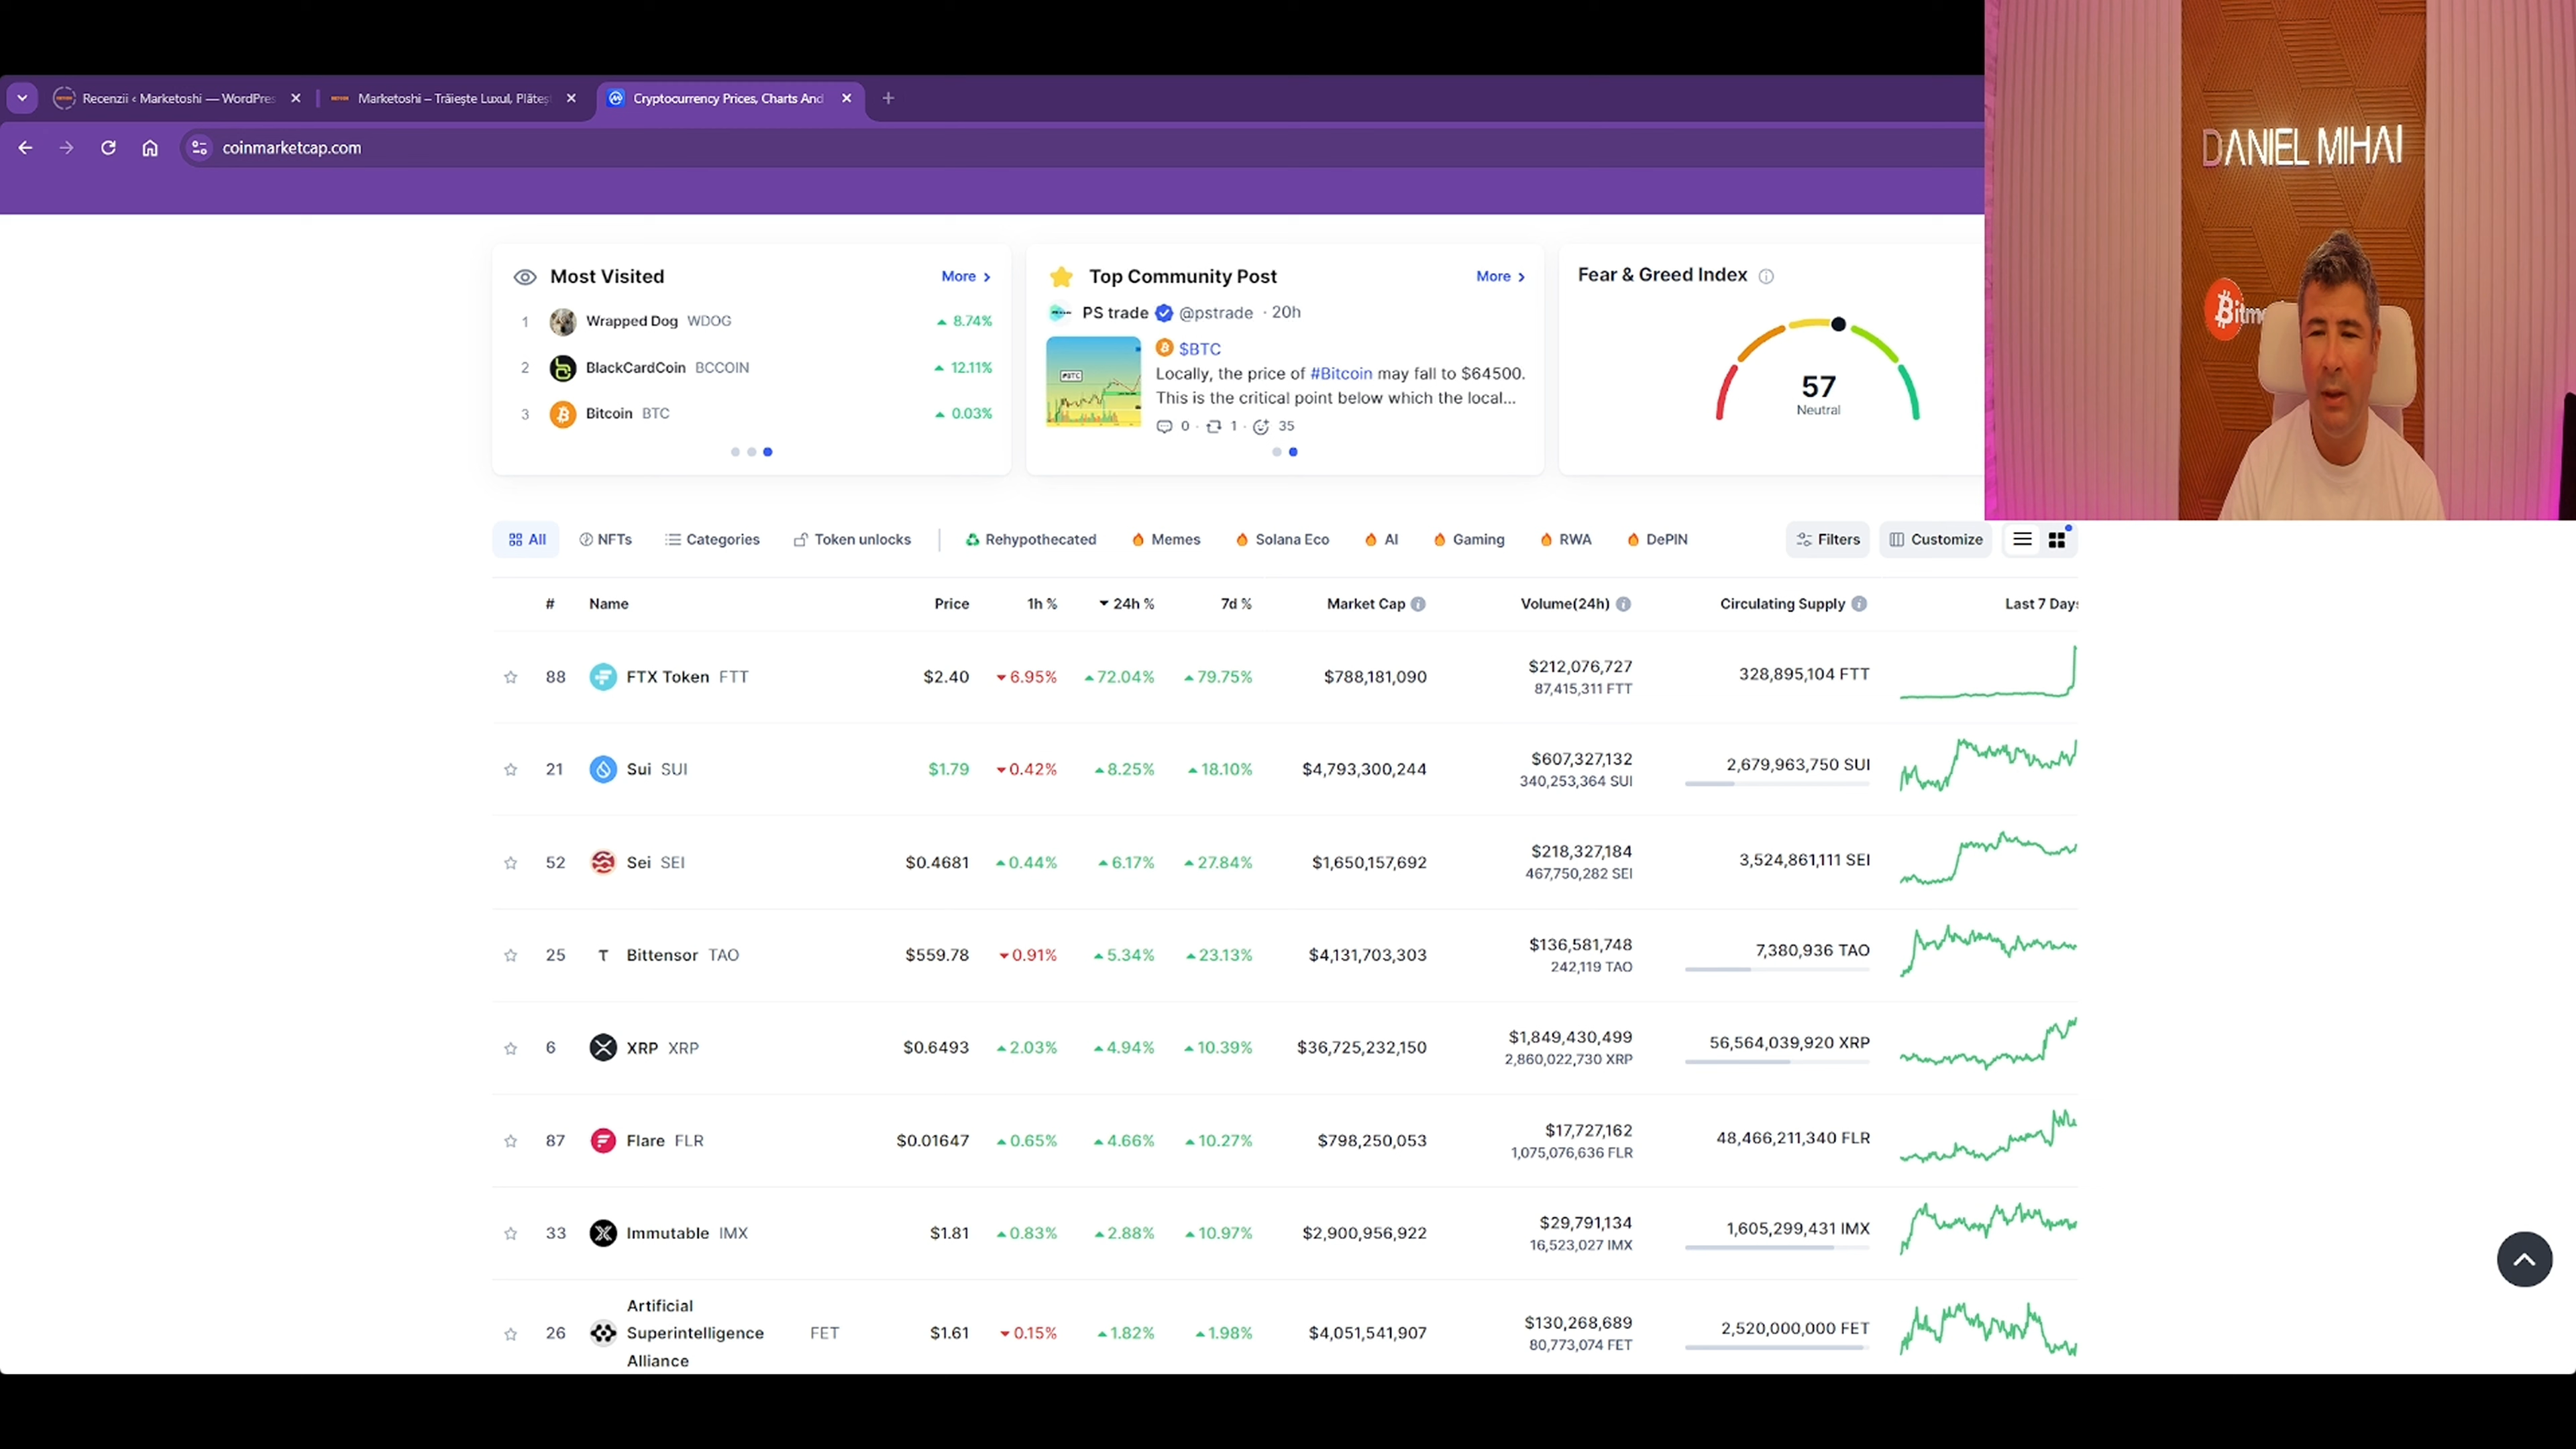 Recenzii ‹ Marketoshi — WordPres
Marketoshi – Trăiește Luxul, Plăteș
Cryptocurrency Prices, Charts And
coinmarketcap.com
DANIEL MIHAI
Most Visited More
1 Wrapped Dog WDOG 8.74%
2 BlackCardCoin BCCOIN 12.11%
3 Bitcoin BTC 0.03%
Top Community Post More
PS trade @pstrade · 20h
$BTC
Locally, the price of #Bitcoin may fall to $64500.
This is the critical point below which the local...
0 · 1 · 35
Fear & Greed Index
57
Neutral
All NFTs Categories Token unlocks Rehypothecated Memes Solana Eco AI Gaming RWA DePIN Filters Customize
# Name Price 1h % 24h % 7d % Market Cap Volume(24h) Circulating Supply Last 7 Days
88 FTX Token FTT $2.40 6.95% 72.04% 79.75% $788,181,090 $212,076,727 328,895,104 FTT
87,415,311 FTT
21 Sui SUI $1.79 0.42% 8.25% 18.10% $4,793,300,244 $607,327,132 2,679,963,750 SUI
340,253,364 SUI
52 Sei SEI $0.4681 0.44% 6.17% 27.84% $1,650,157,692 $218,327,184 3,524,861,111 SEI
467,750,282 SEI
25 Bittensor TAO $559.78 0.91% 5.34% 23.13% $4,131,703,303 $136,581,748 7,380,936 TAO
242,119 TAO
6 XRP XRP $0.6493 2.03% 4.94% 10.39% $36,725,232,150 $1,849,430,499 56,564,039,920 XRP
2,860,022,730 XRP
87 Flare FLR $0.01647 0.65% 4.66% 10.27% $798,250,053 $17,727,162 48,466,211,340 FLR
1,075,076,636 FLR
33 Immutable IMX $1.81 0.83% 2.88% 10.97% $2,900,956,922 $29,791,134 1,605,299,431 IMX
16,523,027 IMX
26 Artificial
Superintelligence
Alliance FET $1.61 0.15% 1.82% 1.98% $4,051,541,907 $130,268,689 2,520,000,000 FET
80,773,074 FET